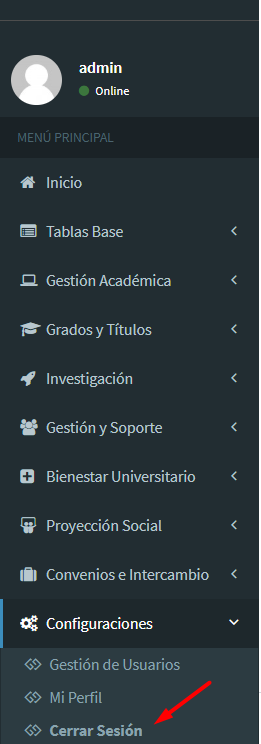 admin
Online
MENÚ PRINCIPAL
Inicio
Tablas Base
Gestión Académica
Grados y Títulos
Investigación
Gestión y Soporte
Bienestar Universitario
Proyección Social
Convenios e Intercambio
Configuraciones
Gestión de Usuarios
Mi Perfil
Cerrar Sesión